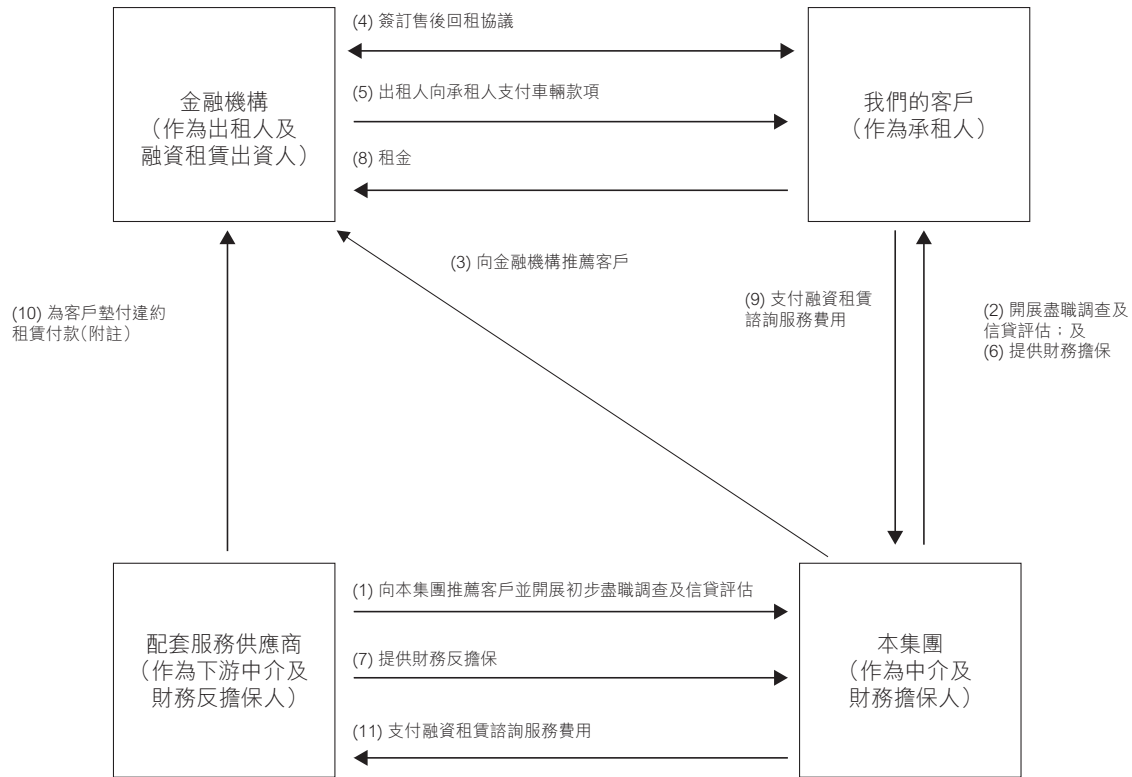 (4) 簽訂售後回租協議
金融機構
（作為出租人及
融資租賃出資人）
(5) 出租人向承租人支付車輛款項
我們的客戶
（作為承租人）
(8) 租金
(3) 向金融機構推薦客戶
(10) 為客戶墊付違約
租賃付款（附註）
(9) 支付融資租賃
諮詢服務費用
(2) 開展盡職調查及
信貸評估；及
(6) 提供財務擔保
(1) 向本集團推薦客戶並開展初步盡職調查及信貸評估
配套服務供應商
（作為下游中介及
財務反擔保人）
(7) 提供財務反擔保
本集團
（作為中介及
財務擔保人）
(11) 支付融資租賃諮詢服務費用